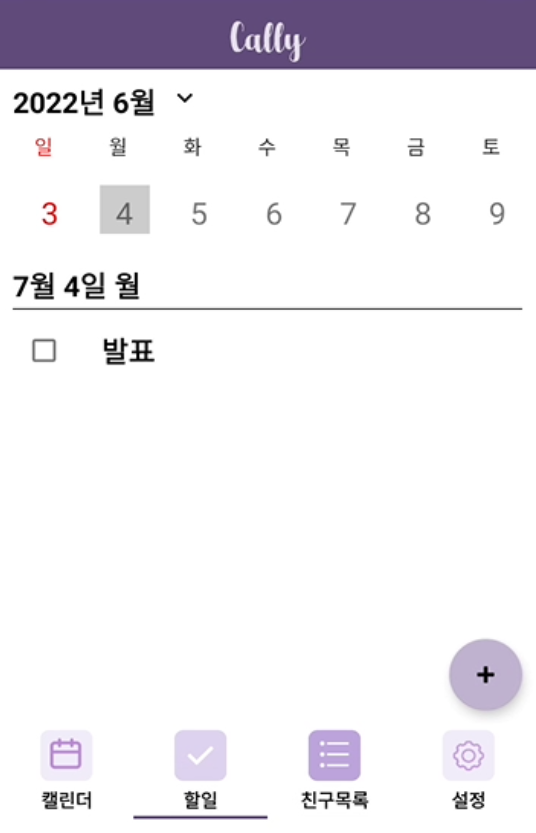 Cally
2022년 6월
일 월 화 수 목 금 토
3 4 5 6 7 8 9
7월 4일 월
발표
+
캘린더 할일 친구목록 설정